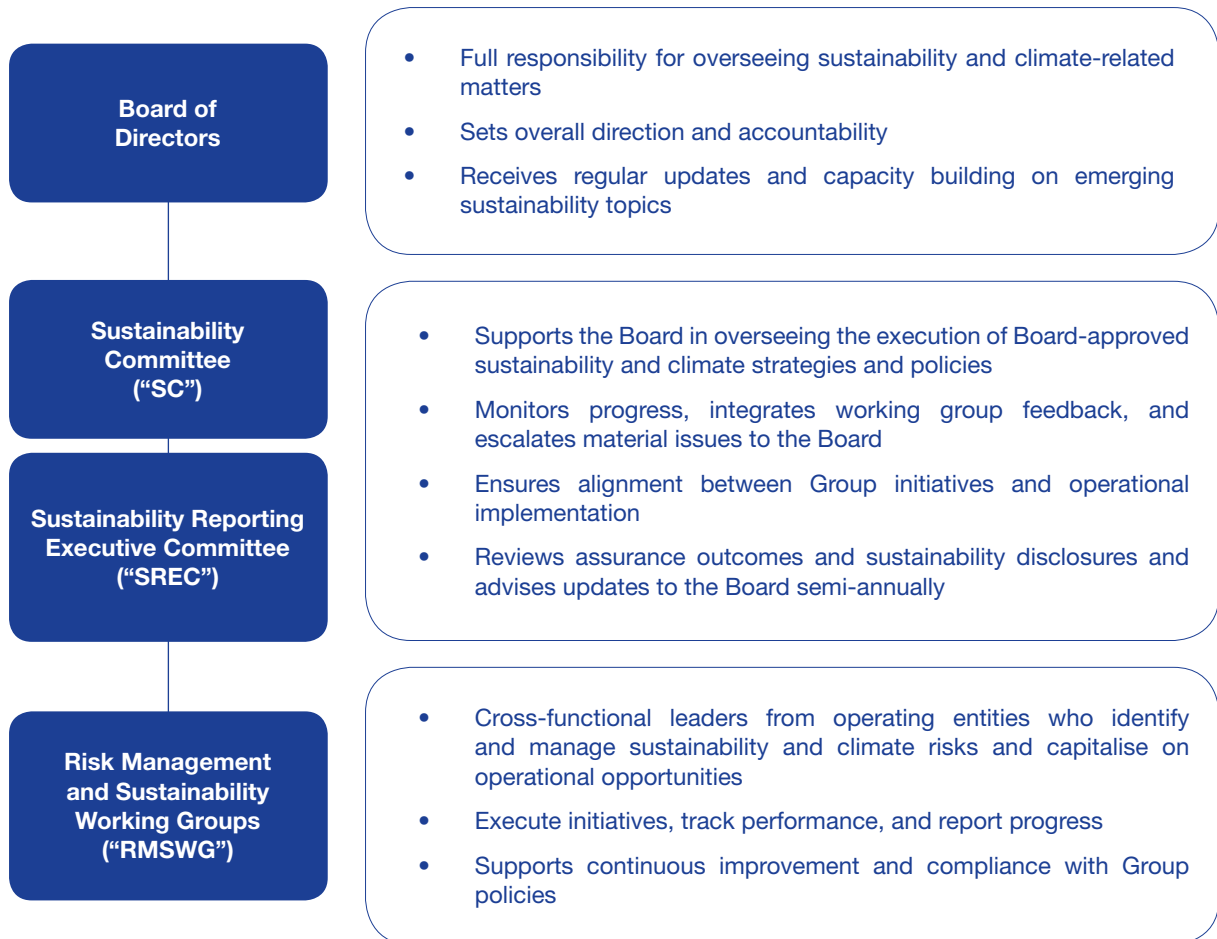 Board of
Directors
• Full responsibility for overseeing sustainability and climate-related
matters
• Sets overall direction and accountability
• Receives regular updates and capacity building on emerging
sustainability topics
Sustainability
Committee
(“SC”)
Sustainability Reporting
Executive Committee
(“SREC”)
• Supports the Board in overseeing the execution of Board-approved
sustainability and climate strategies and policies
• Monitors progress, integrates working group feedback, and
escalates material issues to the Board
• Ensures alignment between Group initiatives and operational
implementation
• Reviews assurance outcomes and sustainability disclosures and
advises updates to the Board semi-annually
Risk Management
and Sustainability
Working Groups
(“RMSWG”)
• Cross-functional leaders from operating entities who identify
and manage sustainability and climate risks and capitalise on
operational opportunities
• Execute initiatives, track performance, and report progress
• Supports continuous improvement and compliance with Group
policies